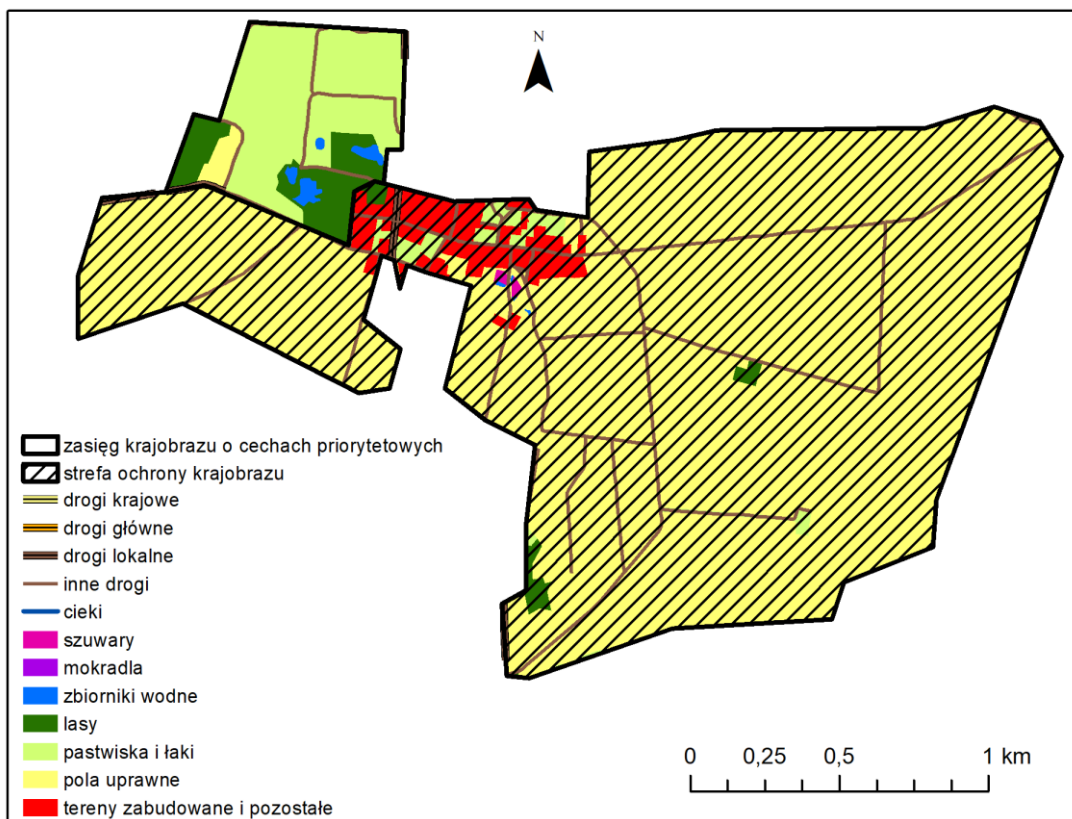 N
zasięg krajobrazu o cechach priorytetowych
strefa ochrony krajobrazu
drogi krajowe
drogi główne
drogi lokalne
inne drogi
cieki
szuwary
mokradla
zbiorniki wodne
lasy
pastwiska i łaki
pola uprawne
tereny zabudowane i pozostałe
0 0,25 0,5 1 km